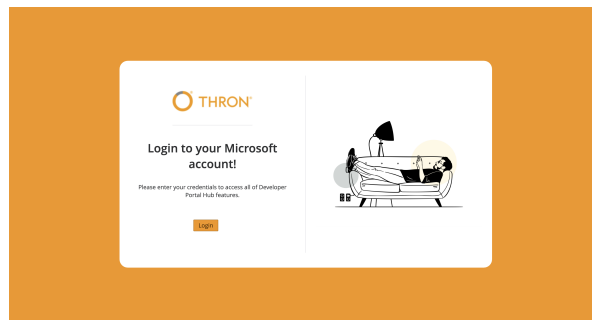 THRON
Login to your Microsoft
account!
Please enter your credentials to access all of Developer
Portal Hub features.
Login